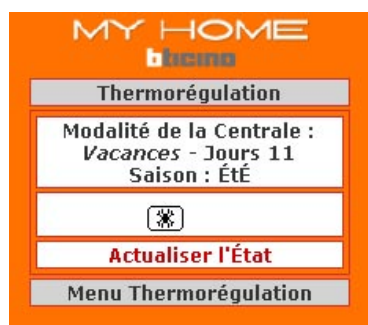 MY HOME
bticino
Thermorégulation
Modalité de la Centrale :
Vacances - Jours 11
Saison : ÉtÉ
Actualiser l'État
Menu Thermorégulation